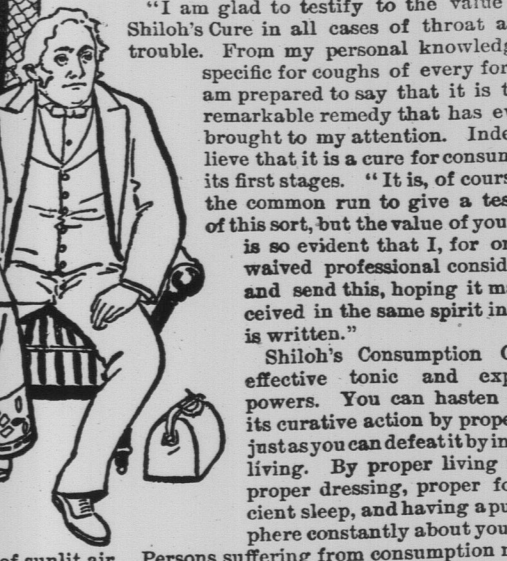 “I am glad to testify to the value
Shiloh’s Cure in all cases of throat a
trouble. From my personal knowledg
specific for coughs of every for
am prepared to say that it is t
remarkable remedy that has ev
brought to my attention. Inde
lieve that it is a cure for consum
its first stages. “It is, of cours
the common run to give a tes
of this sort, but the value of you
is so evident that I, for on
waived professional consid
and send this, hoping it m
ceived in the same spirit in
is written.”
Shiloh’s Consumption C
effective tonic and exp
powers. You can hasten
its curative action by prope
just as you can defeat it by in
living. By proper living
proper dressing, proper fo
cient sleep, and having a pu
phere constantly about you
of sunlit air. Persons suffering from consumption